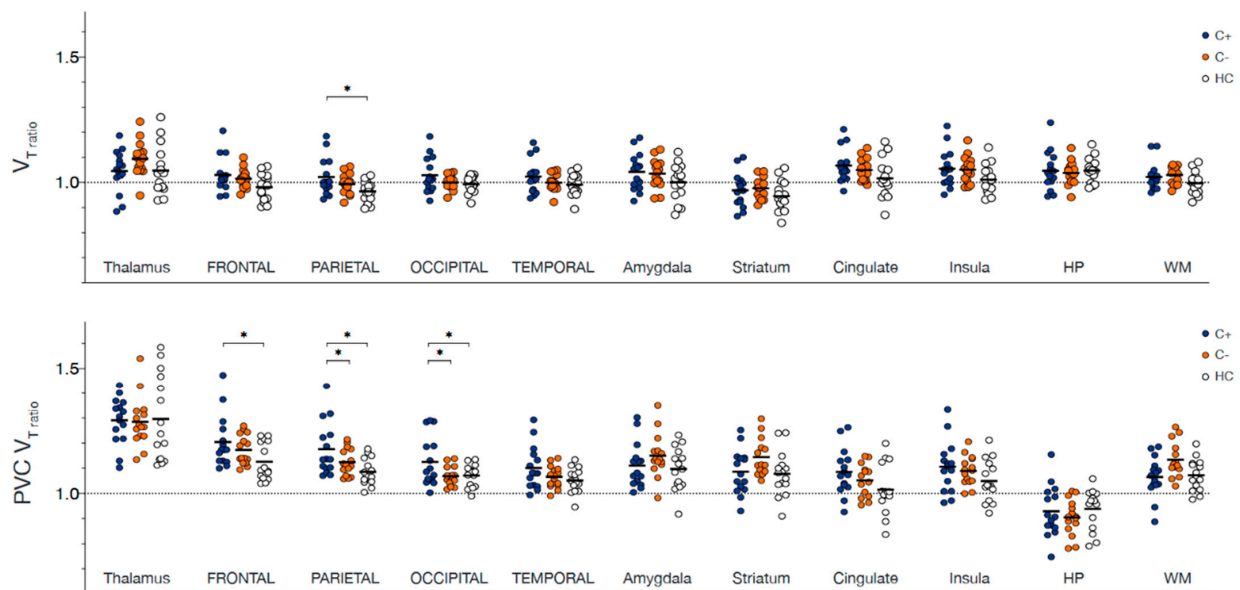 1.5
C+
C-
HC
*
V T ratio
1.0
Thalamus FRONTAL PARIETAL OCCIPITAL TEMPORAL Amygdala Striatum Cingulate Insula HP WM
C+
* * *
C-
1.5
* *
HC
PVC V T ratio
1.0
Thalamus FRONTAL PARIETAL OCCIPITAL TEMPORAL Amygdala Striatum Cingulate Insula HP WM